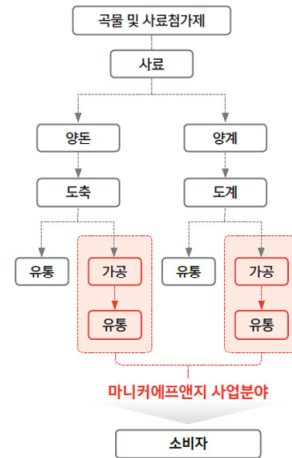 곡물 및 사료첨가제
사료
양돈 양계
도축 도계
유통 가공 유통 가공
유통 유통
마니커에프앤지 사업분야
소비자